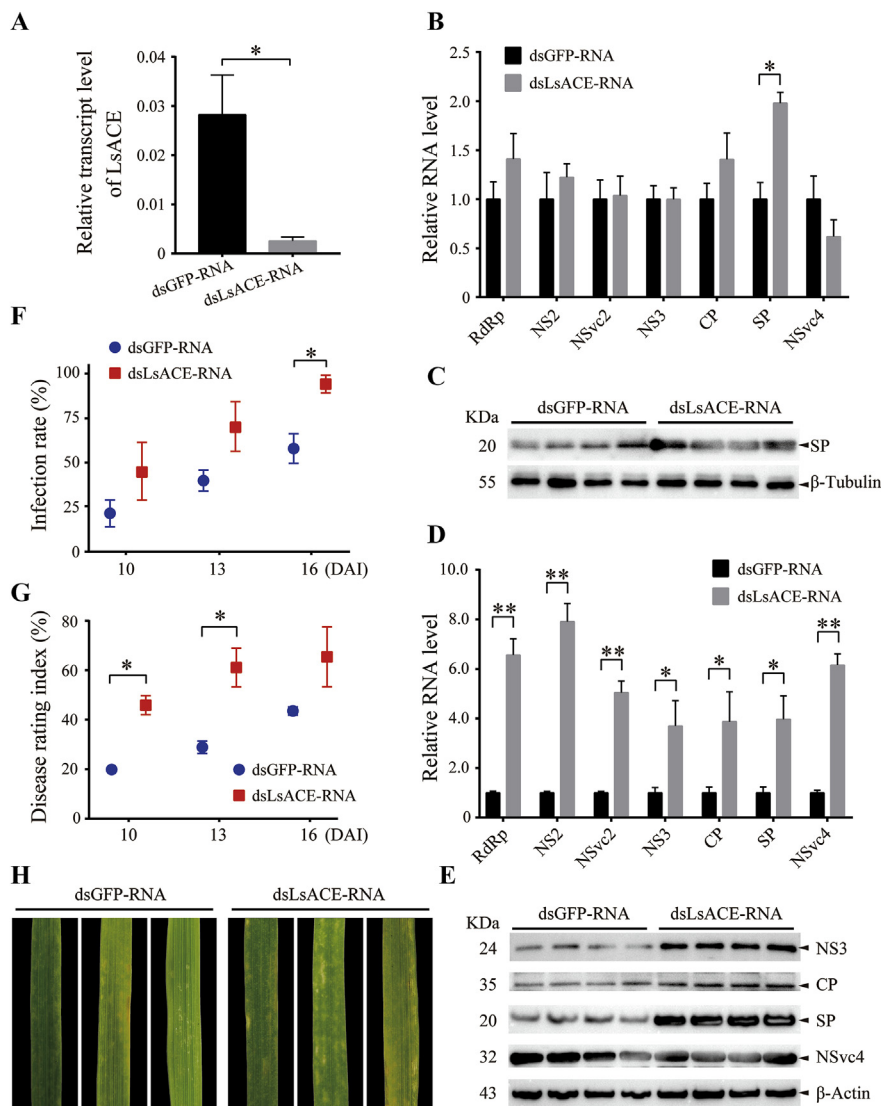 A
Relative transcript level
of LsACE
0.04
0.03
0.02
0.01
0
*
dsGFP-RNA
dsLsACE-RNA
B
Relative RNA level
2.5
2.0
1.5
1.0
0.5
0
dsGFP-RNA
dsLsACE-RNA
*
RdRp
NS2
NSvc2
NS3
CP
SP
NSvc4
F
Infection rate (%)
100
75
50
25
0
dsGFP-RNA
dsLsACE-RNA
*
10 13 16 (DAI)
C
KDa
dsGFP-RNA dsLsACE-RNA
20 SP
55 β-Tubulin
G
Disease rating index (%)
80
60
40
20
0
* *
dsGFP-RNA
dsLsACE-RNA
10 13 16 (DAI)
D
Relative RNA level
10.0
8.0
6.0
4.0
2.0
0
dsGFP-RNA
dsLsACE-RNA
** ** ** * * * **
RdRp
NS2
NSvc2
NS3
CP
SP
NSvc4
H
dsGFP-RNA dsLsACE-RNA
E
KDa
dsGFP-RNA dsLsACE-RNA
24 NS3
35 CP
20 SP
32 NSvc4
43 β-Actin